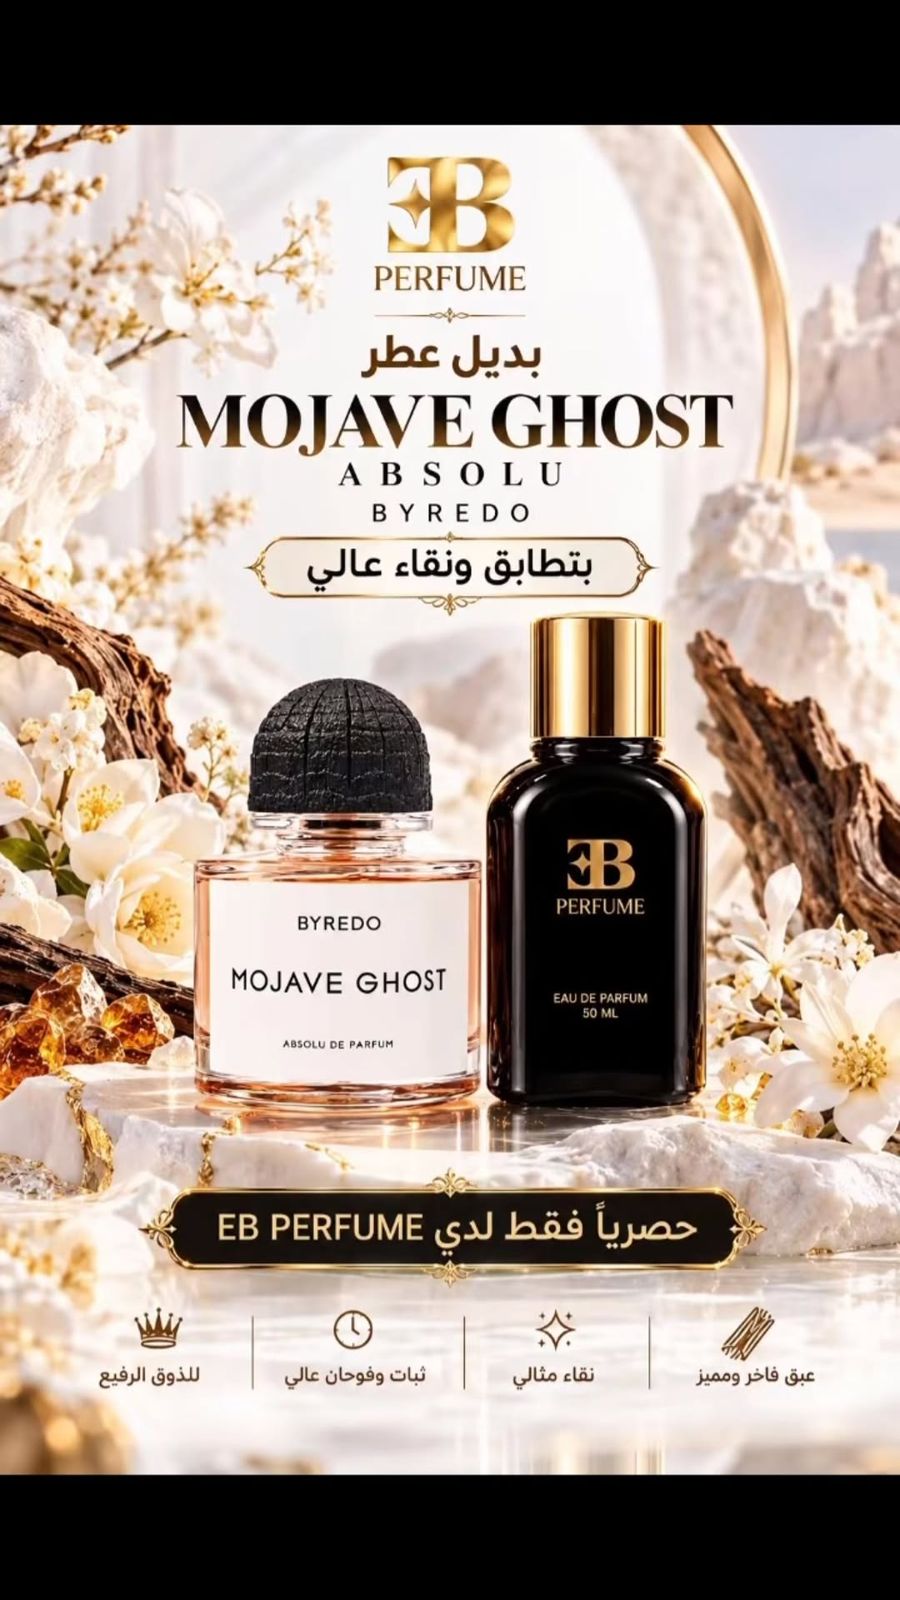 EB
PERFUME
بديل عطر
MOJAVE GHOST
ABSOLU
BYREDO
بتطابق ونقاء عالي
BYREDO
MOJAVE GHOST
ABSOLU DE PARFUM
EB
PERFUME
EAU DE PARFUM
50 ML
حصرياً فقط لدي EB PERFUME
عبق فاخر ومميز
نقاء مثالي
ثبات وفوحان عالي
للذوق الرفيع